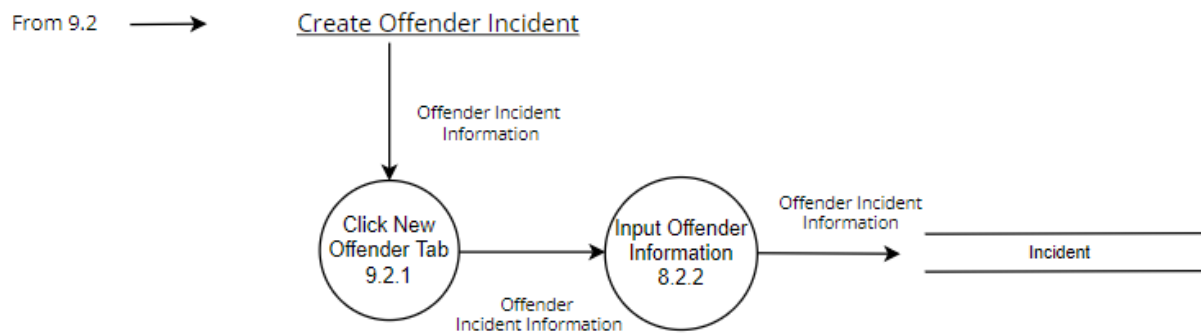 From 9.2
Create Offender Incident
Offender Incident
Information
Click New
Offender Tab
9.2.1
Offender
Incident Information
Input Offender
Information
8.2.2
Offender Incident
Information
Incident